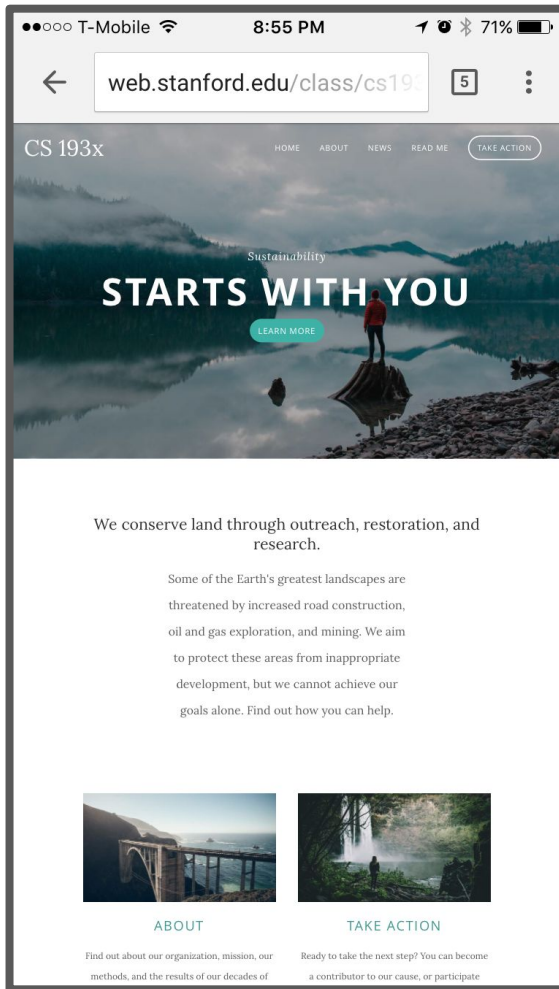 T-Mobile 8:55 PM 71%
web.stanford.edu/class/cs193
5
CS 193x HOME ABOUT NEWS READ ME TAKE ACTION
Sustainability
STARTS WITH YOU
LEARN MORE
We conserve land through outreach, restoration, and
research.
Some of the Earth's greatest landscapes are
threatened by increased road construction,
oil and gas exploration, and mining. We aim
to protect these areas from inappropriate
development, but we cannot achieve our
goals alone. Find out how you can help.
ABOUT
Find out about our organization, mission, our
methods, and the results of our decades of
TAKE ACTION
Ready to take the next step? You can become
a contributor to our cause, or participate